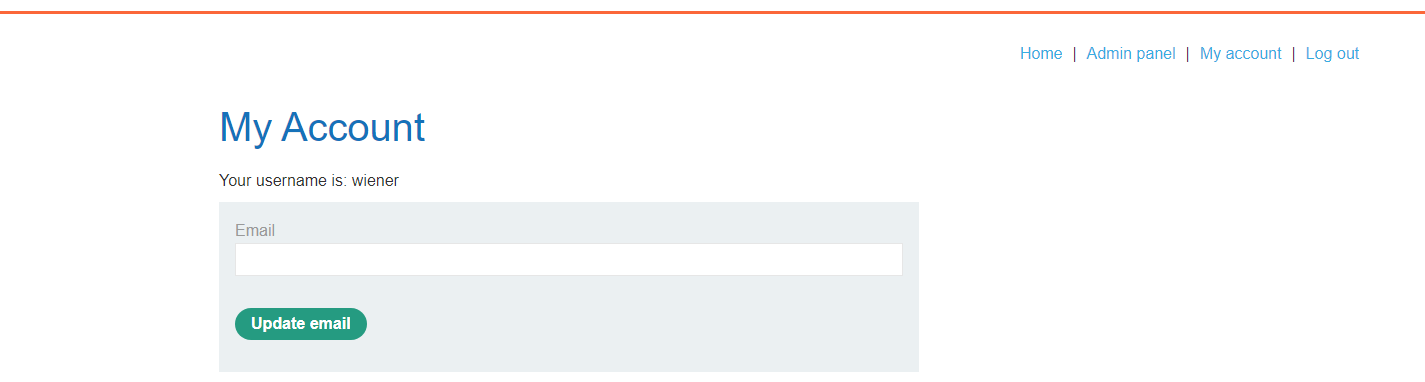 Home | Admin panel | My account | Log out
My Account
Your username is: wiener
Email
Update email